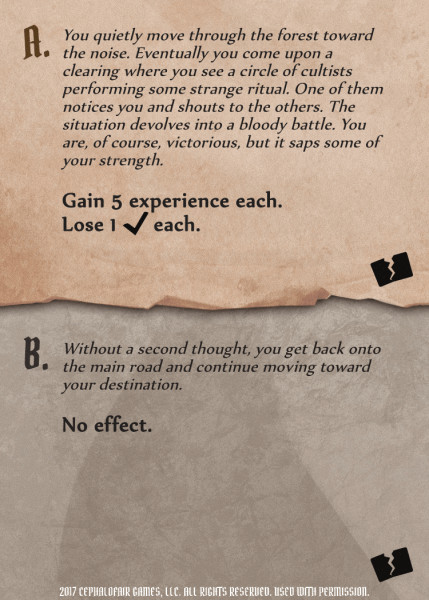 A. You quietly move through the forest toward
the noise. Eventually you come upon a
clearing where you see a circle of cultists
performing some strange ritual. One of them
notices you and shouts to the others. The
situation devolves into a bloody battle. You
are, of course, victorious, but it saps some of
your strength.
Gain 5 experience each.
Lose 1 ✓ each.
B. Without a second thought, you get back onto
the main road and continue moving toward
your destination.
No effect.
2017 CEPHALOFAIR GAMES, LLC. ALL RIGHTS RESERVED. USED WITH PERMISSION.